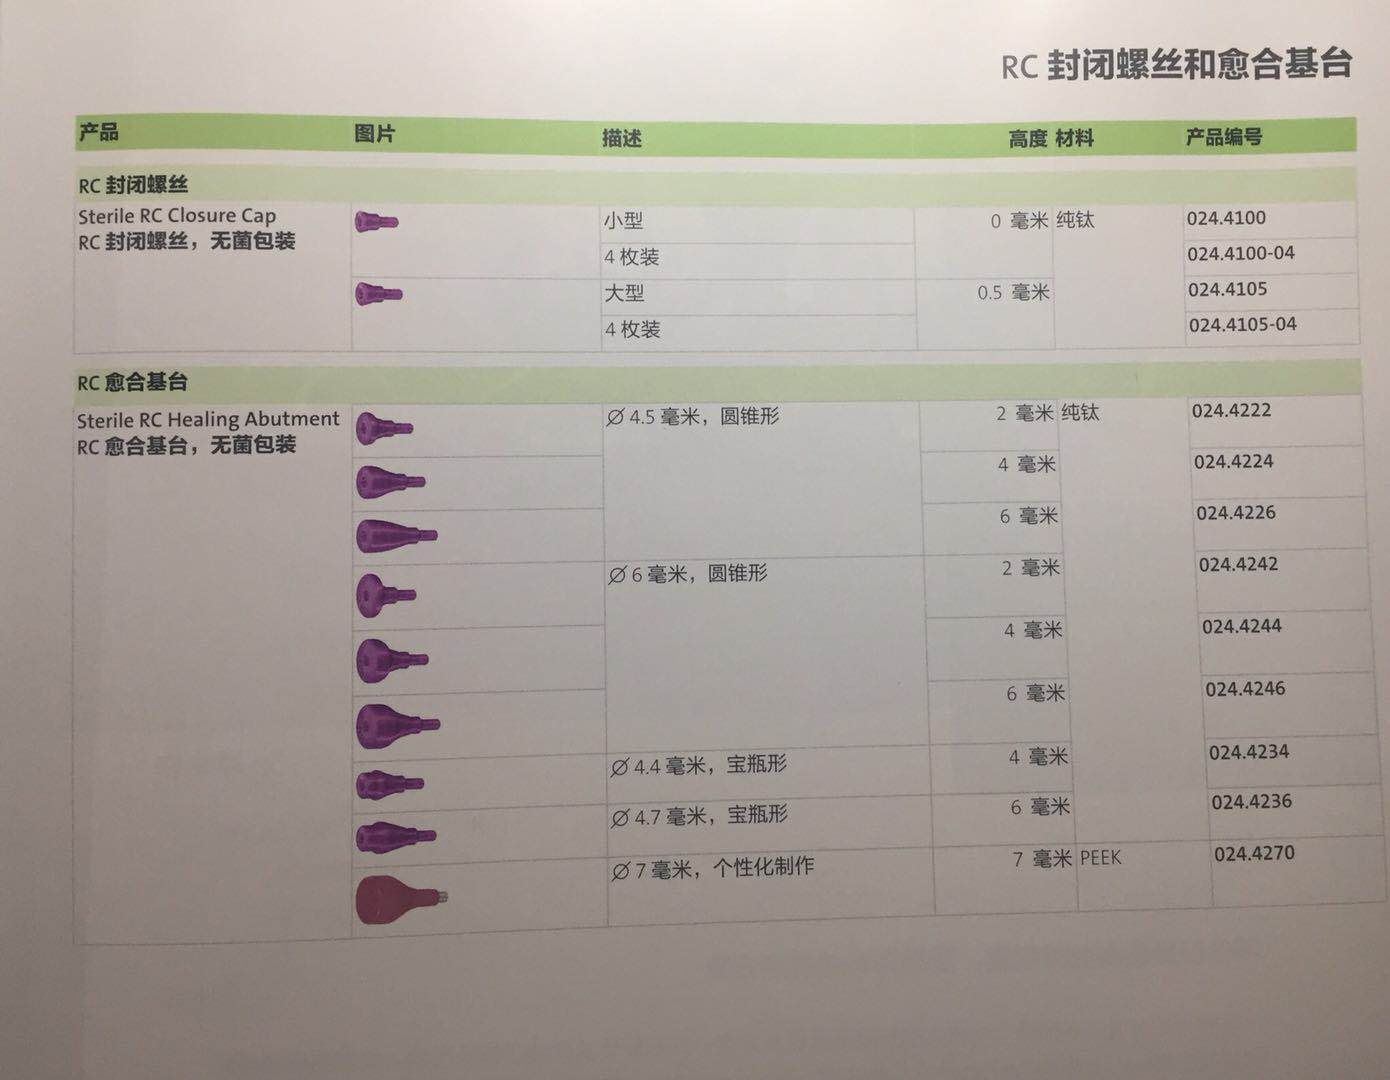 RC 封闭螺丝和愈合基台
产品 图片 描述 高度 材料 产品编号
RC 封闭螺丝
Sterile RC Closure Cap 小型 0 毫米 纯钛 024.4100
RC 封闭螺丝，无菌包装
4 枚装 024.4100-04
大型 0.5 毫米 024.4105
4 枚装 024.4105-04
RC 愈合基台
Sterile RC Healing Abutment ∅ 4.5 毫米，圆锥形 2 毫米 纯钛 024.4222
RC 愈合基台，无菌包装
4 毫米 024.4224
6 毫米 024.4226
∅ 6 毫米，圆锥形 2 毫米 024.4242
4 毫米 024.4244
6 毫米 024.4246
∅ 4.4 毫米，宝瓶形 4 毫米 024.4234
∅ 4.7 毫米，宝瓶形 6 毫米 024.4236
∅ 7 毫米，个性化制作 7 毫米 PEEK 024.4270